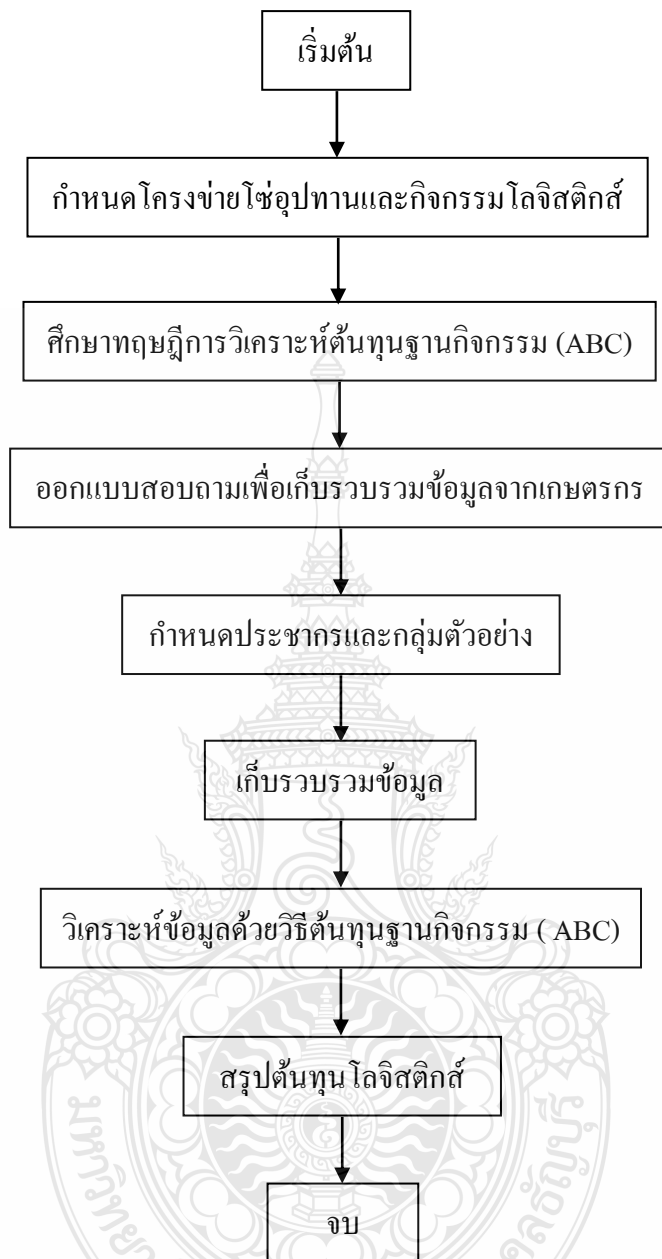 เริ่มต้น
กำหนดโครงข่ายโซ่อุปทานและกิจกรรมโลจิสติกส์
ศึกษาทฤษฎีการวิเคราะห์ต้นทุนฐานกิจกรรม (ABC)
ออกแบบสอบถามเพื่อเก็บรวบรวมข้อมูลจากเกษตรกร
กำหนดประชากรและกลุ่มตัวอย่าง
เก็บรวบรวมข้อมูล
วิเคราะห์ข้อมูลด้วยวิธีต้นทุนฐานกิจกรรม ( ABC)
สรุปต้นทุนโลจิสติกส์
จบ